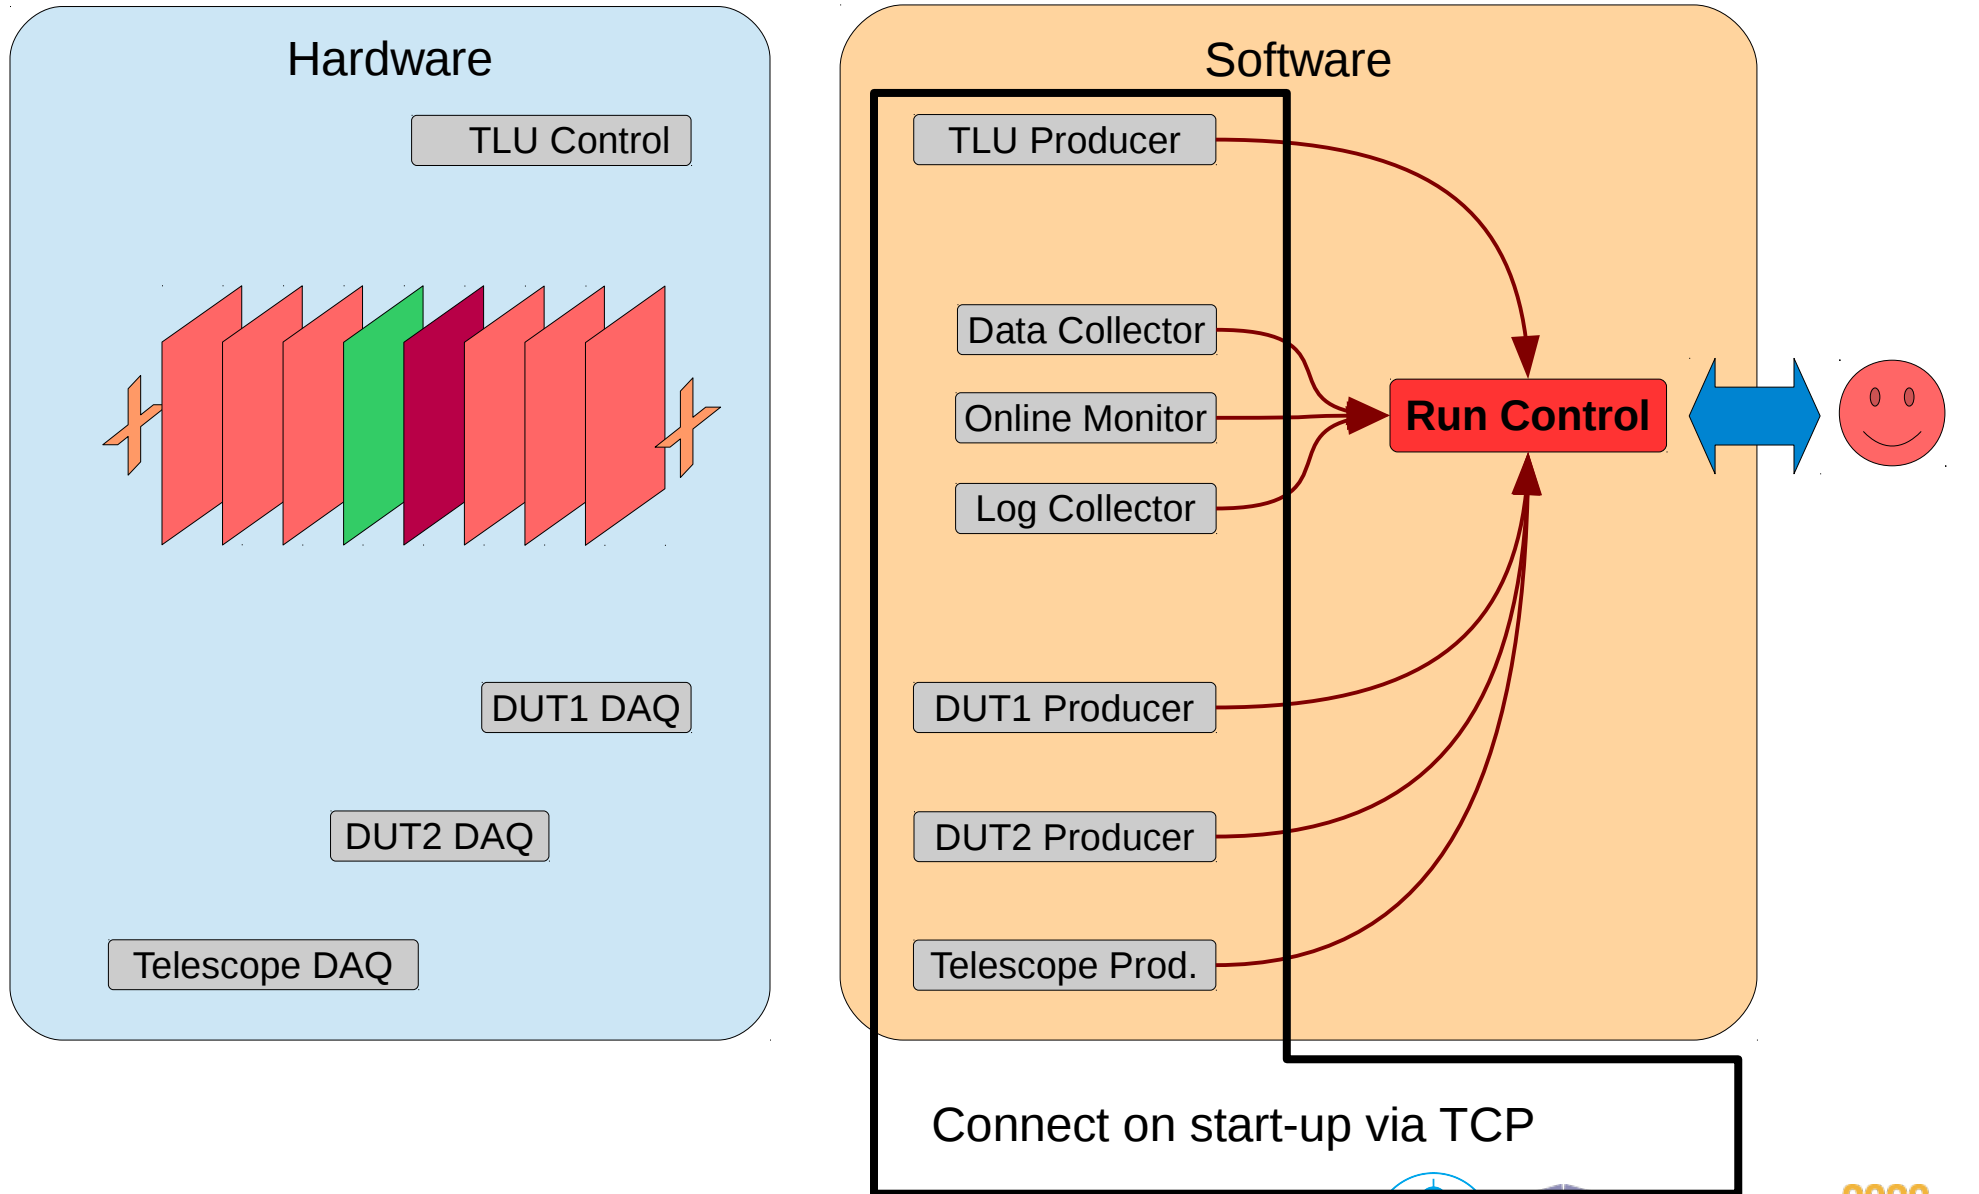 Hardware
TLU Control
DUT1 DAQ
DUT2 DAQ
Telescope DAQ
Software
TLU Producer
Data Collector
Online Monitor
Log Collector
Run Control
DUT1 Producer
DUT2 Producer
Telescope Prod.
Connect on start-up via TCP